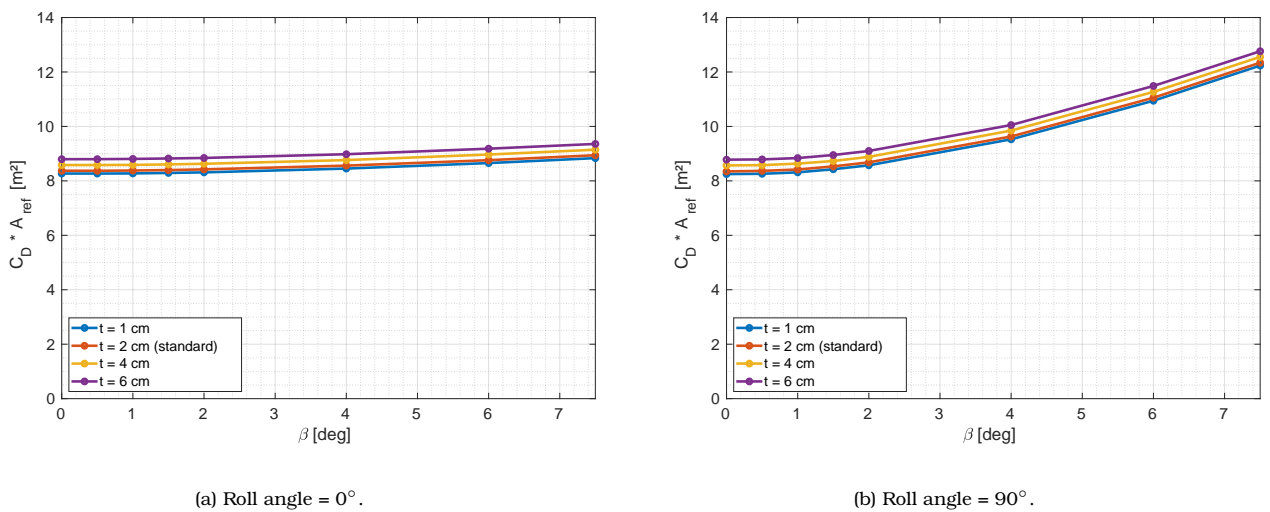 14
12
10
8
6
4
2
0
C_D * A_ref [m²]
t = 1 cm
t = 2 cm (standard)
t = 4 cm
t = 6 cm
0 1 2 3 4 5 6 7
β [deg]
(a) Roll angle = 0°.
14
12
10
8
6
4
2
0
C_D * A_ref [m²]
t = 1 cm
t = 2 cm (standard)
t = 4 cm
t = 6 cm
0 1 2 3 4 5 6 7
β [deg]
(b) Roll angle = 90°.